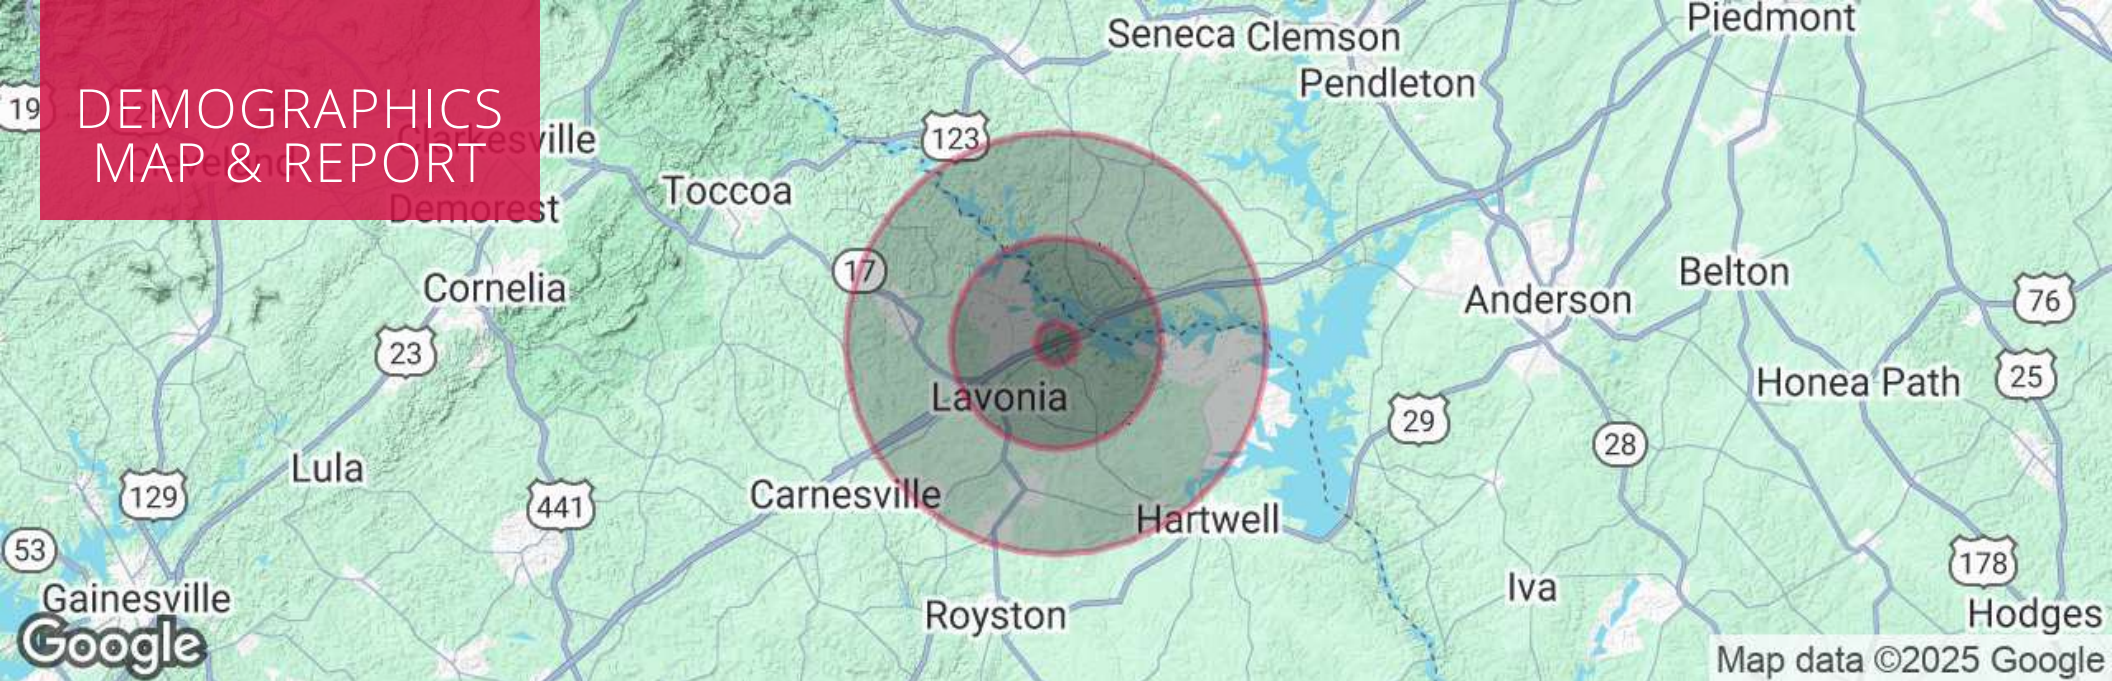 DEMOGRAPHICS
MAP & REPORT
Seneca Clemson
Piedmont
Pendleton
19
Clarkesville
123
Cleveland
Toccoa
Demorest
17
Belton
Cornelia
Anderson
76
23
Lavonia
Honea Path
25
29
28
Lula
129
441
Carnesville
Hartwell
53
178
Gainesville
Iva
Royston
Hodges
Google
Map data ©2025 Google